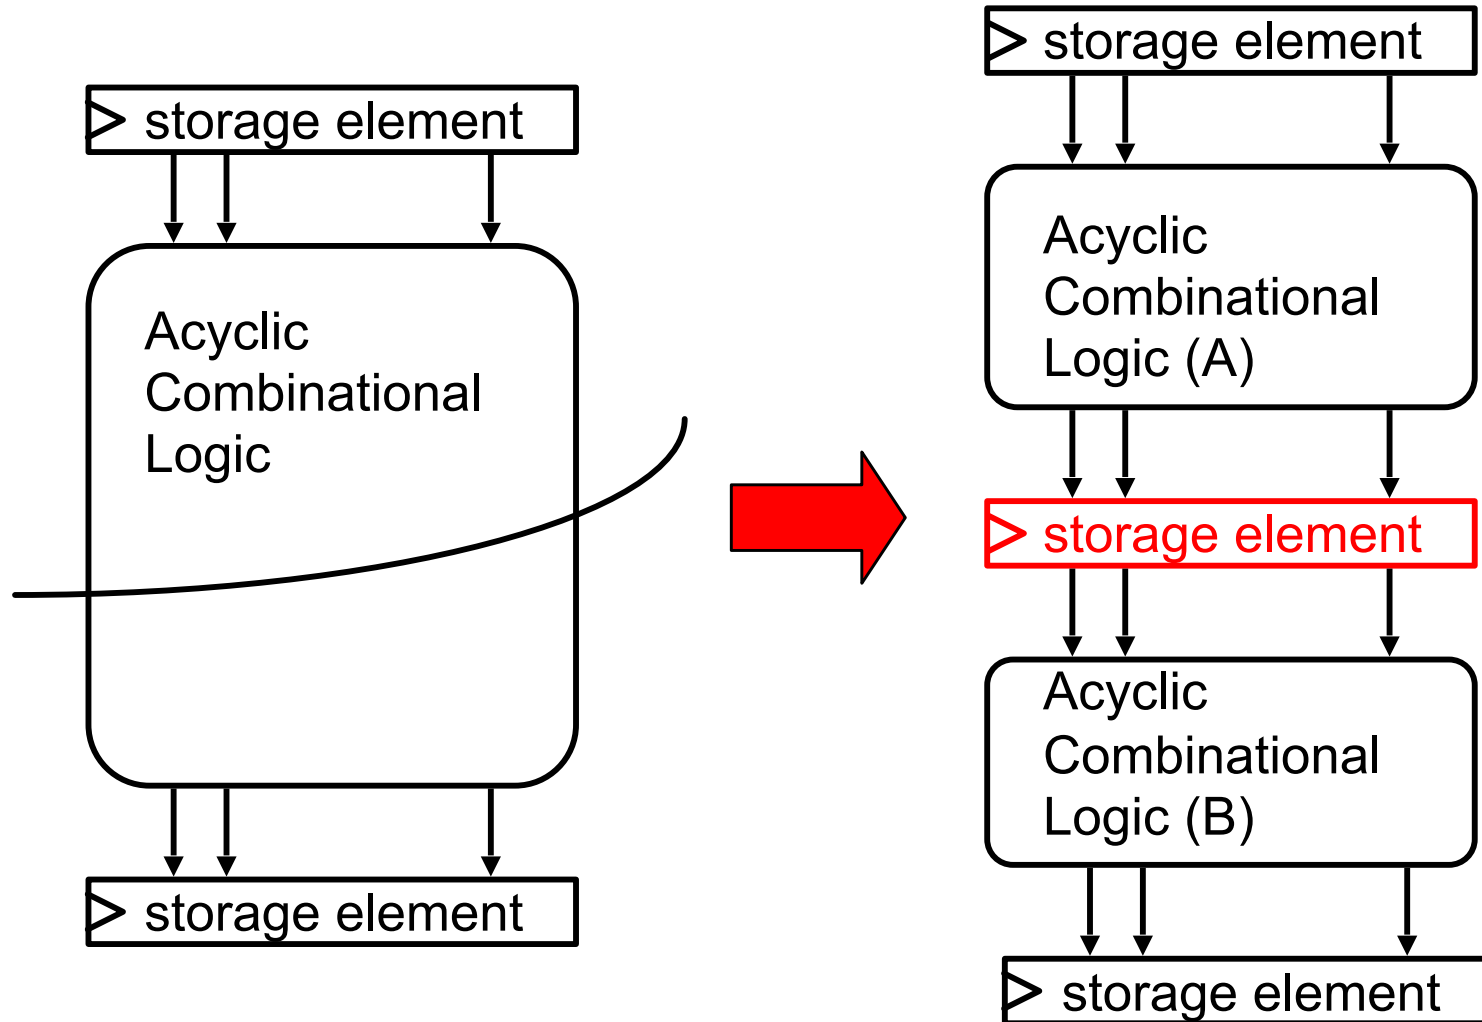 storage element
Acyclic
Combinational
Logic
storage element
storage element
Acyclic
Combinational
Logic (A)
storage element
Acyclic
Combinational
Logic (B)
storage element